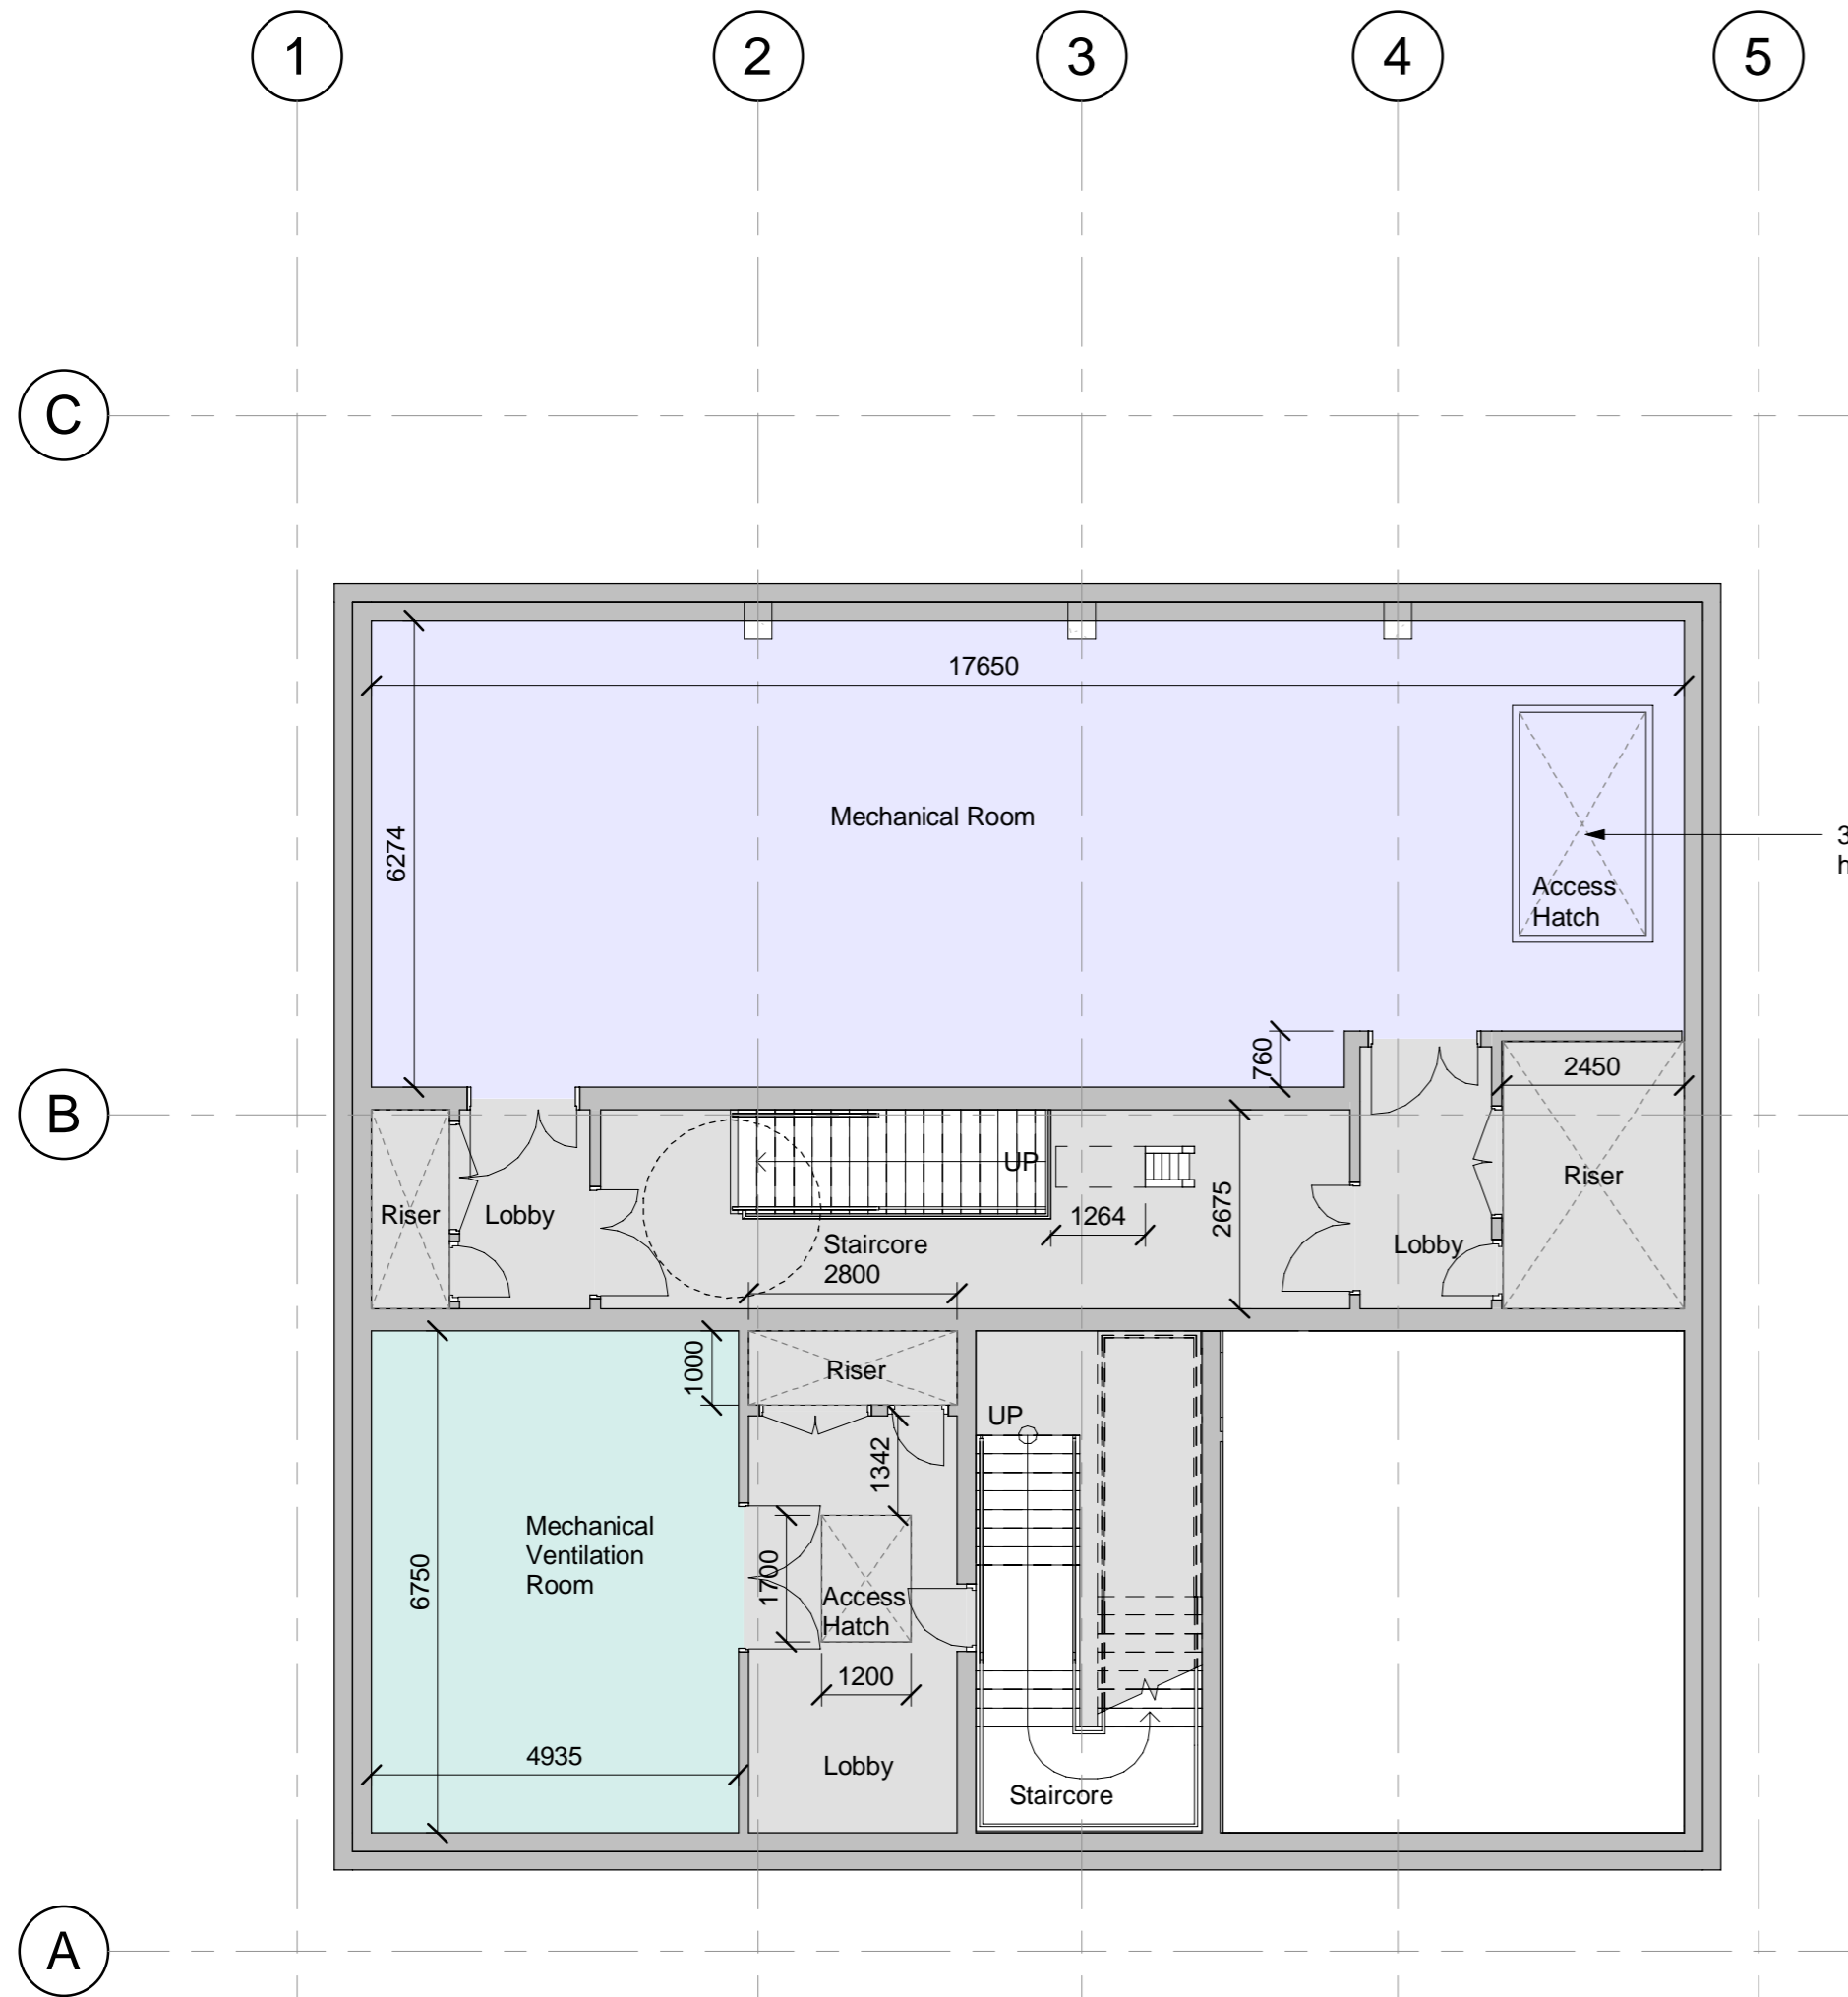 1
2
3
4
5
C
17650
6274
Mechanical Room
3
h
Access
Hatch
B
760
2450
Riser
Lobby
UP
1264
2675
Lobby
Riser
Staircore
2800
1000
Riser
UP
1342
Mechanical
Ventilation
Room
6750
1700
Access
Hatch
1200
4935
Lobby
Staircore
A